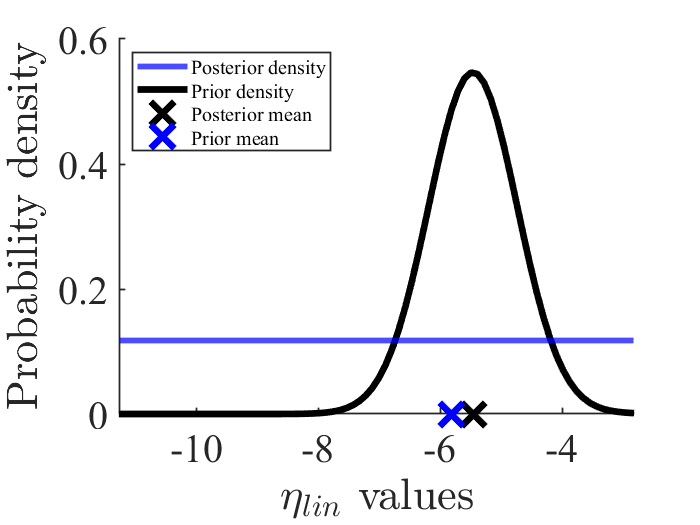 Probability density
0.6
0.4
0.2
0
Posterior density
Prior density
Posterior mean
Prior mean
-10 -8 -6 -4
η_lin values